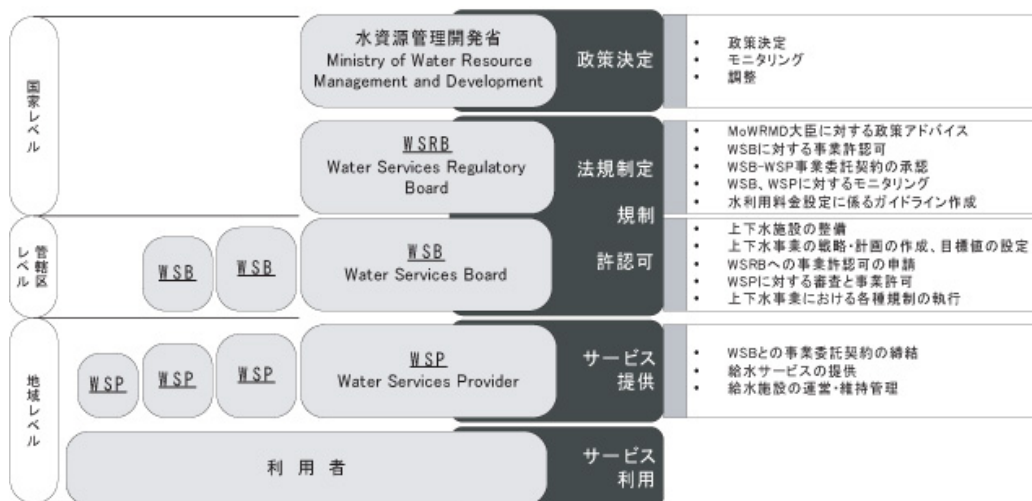 国家レベル
水資源管理開発省
Ministry of Water Resource
Management and Development
政策決定
• 政策決定
• モニタリング
• 調整
WSRB
Water Services Regulatory
Board
法規制定
規制
許認可
• MoWRMD大臣に対する政策アドバイス
• WSBに対する事業許認可
• WSB-WSP事業委託契約の承認
• WSB、WSPに対するモニタリング
• 水利用料金設定に係るガイドライン作成
管轄区
レベル
WSB
WSB
WSB
Water Services Board
• 上下水施設の整備
• 上下水事業の戦略・計画の作成、目標値の設定
• WSRBへの事業許認可の申請
• WSPに対する審査と事業許可
• 上下水事業における各種規制の執行
地域レベル
WSP
WSP
WSP
WSP
Water Services Provider
サービス
提供
• WSBとの事業委託契約の締結
• 給水サービスの提供
• 給水施設の運営・維持管理
利用者
サービス
利用